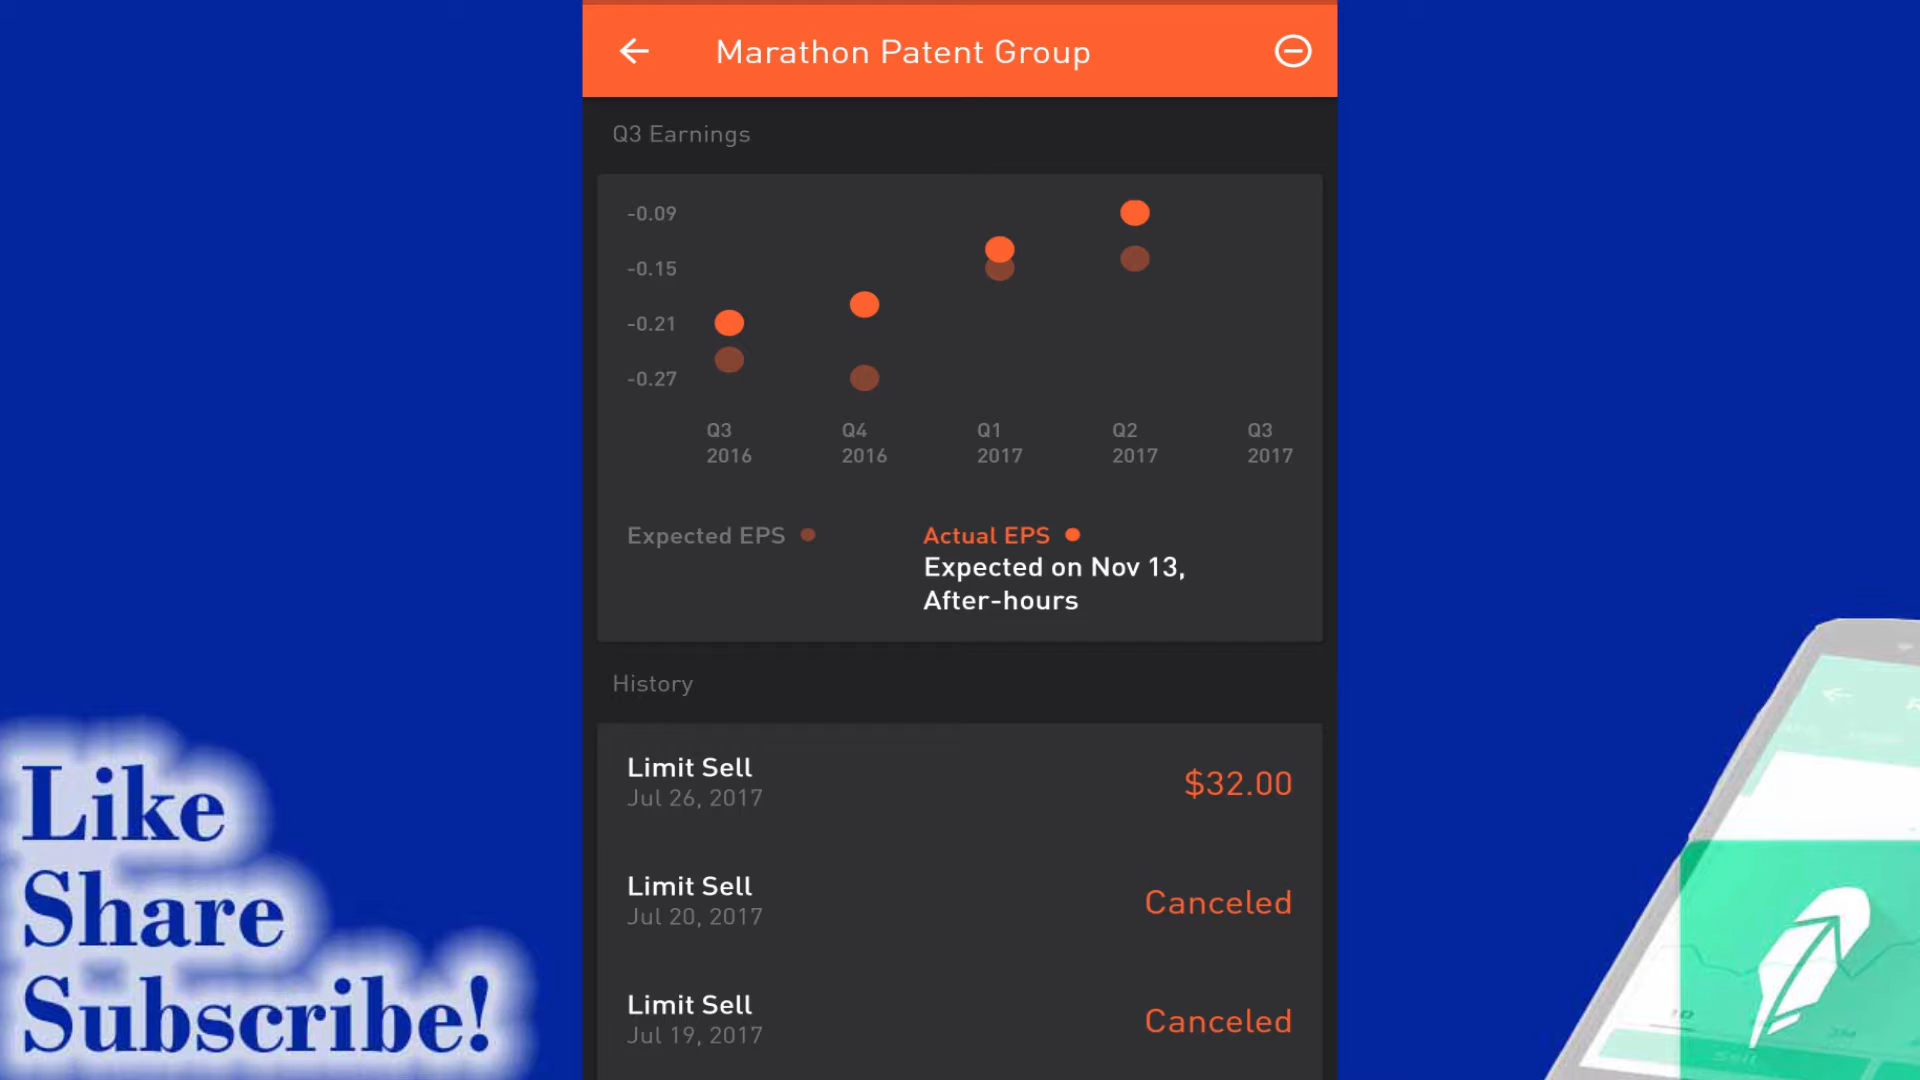 Marathon Patent Group
Q3 Earnings
-0.09
-0.15
-0.21
-0.27
Q3 2016
Q4 2016
Q1 2017
Q2 2017
Q3 2017
Expected EPS
Actual EPS
Expected on Nov 13,
After-hours
History
Limit Sell
Jul 26, 2017
$32.00
Limit Sell
Jul 20, 2017
Canceled
Limit Sell
Jul 19, 2017
Canceled
Like
Share
Subscribe!